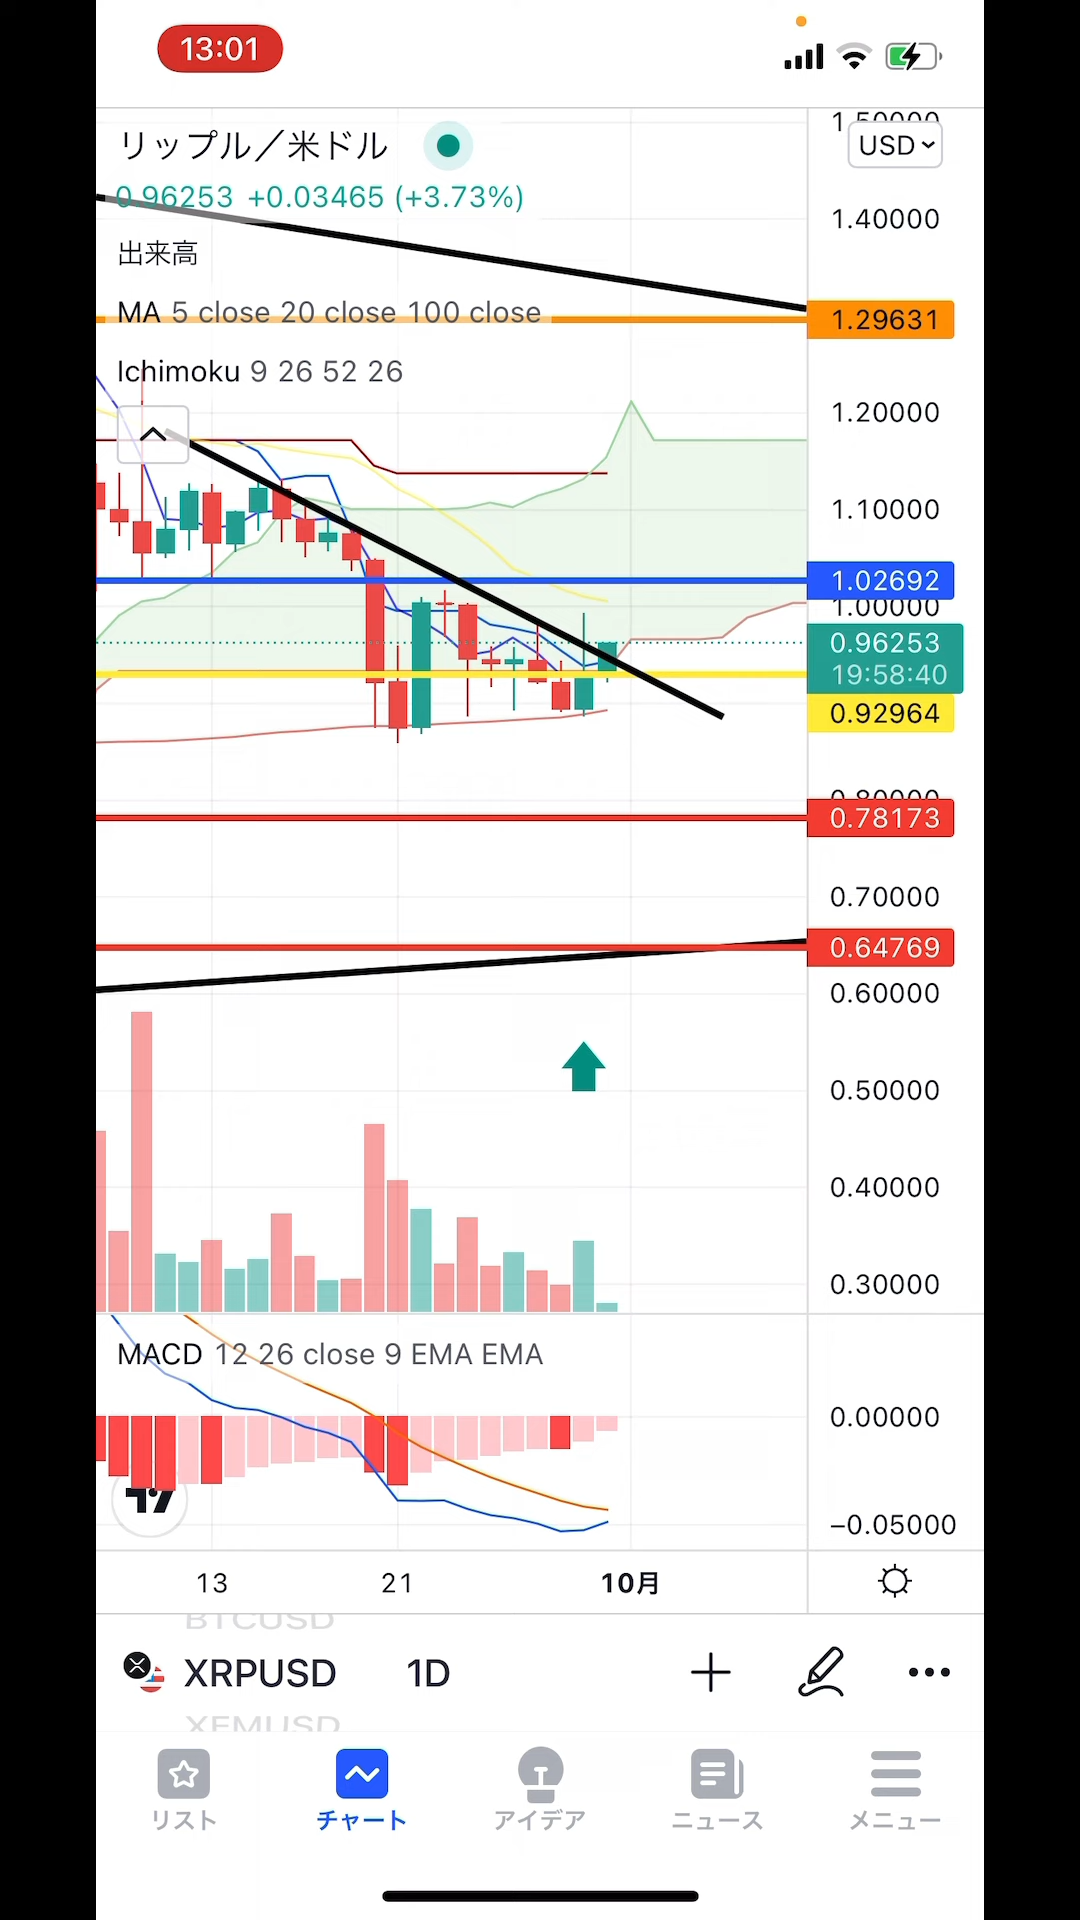 13:01
リップル／米ドル
0.96253 +0.03465 (+3.73%)
出来高
MA 5 close 20 close 100 close
Ichimoku 9 26 52 26
1.50000
USD
1.40000
1.29631
1.20000
1.10000
1.02692
1.00000
0.96253
19:58:40
0.92964
0.80000
0.78173
0.70000
0.64769
0.60000
0.50000
0.40000
0.30000
MACD 12 26 close 9 EMA EMA
0.00000
−0.05000
13 21 10月
BTCUSD
XRPUSD 1D
XEMUSD
リスト チャート アイデア ニュース メニュー